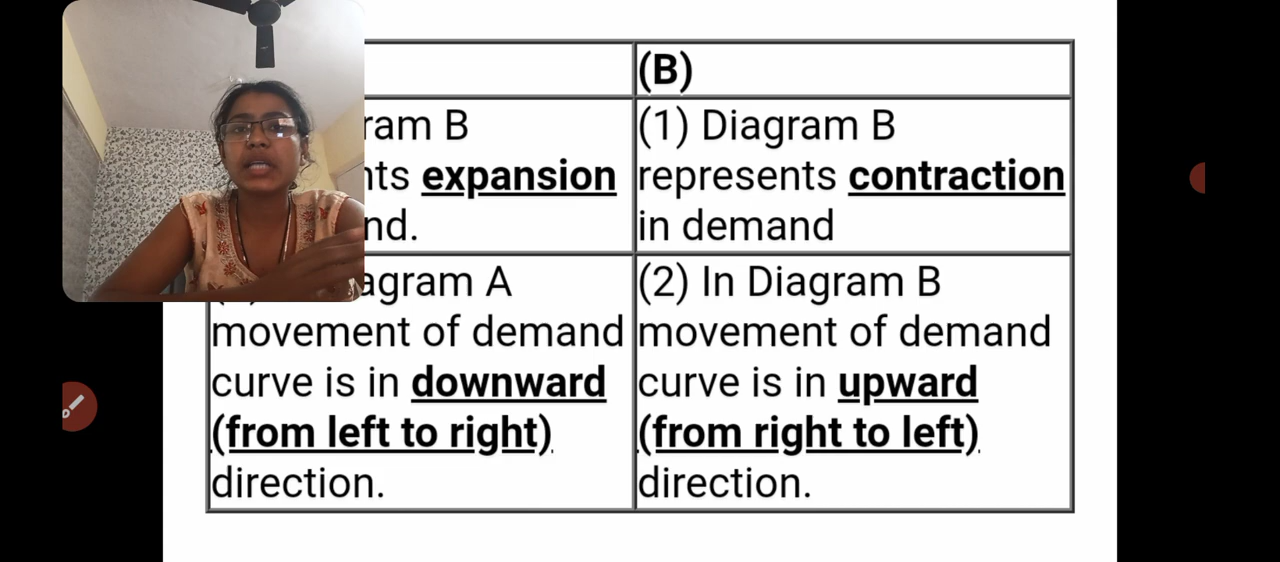 (B)
ram B
nts expansion
nd.
(1) Diagram B
represents contraction
in demand
agram A
movement of demand
curve is in downward
(from left to right)
direction.
(2) In Diagram B
movement of demand
curve is in upward
(from right to left)
direction.